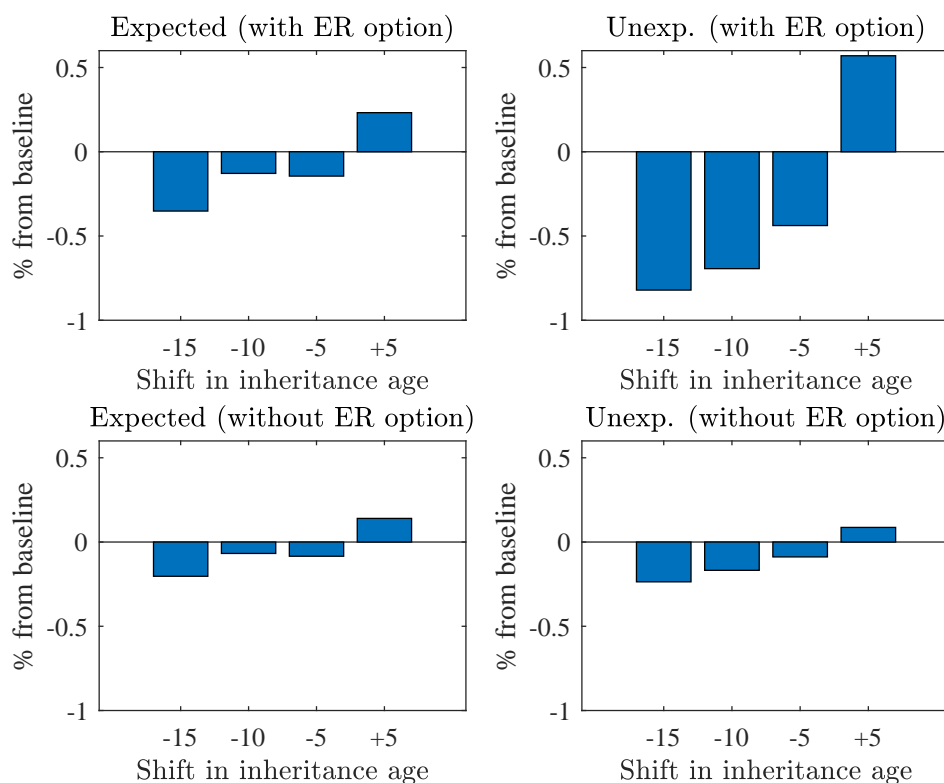 Expected (with ER option)
0.5
0
-0.5
-1
% from baseline
-15 -10 -5 +5
Shift in inheritance age
Unexp. (with ER option)
0.5
0
-0.5
-1
% from baseline
-15 -10 -5 +5
Shift in inheritance age
Expected (without ER option)
0.5
0
-0.5
-1
% from baseline
-15 -10 -5 +5
Shift in inheritance age
Unexp. (without ER option)
0.5
0
-0.5
-1
% from baseline
-15 -10 -5 +5
Shift in inheritance age